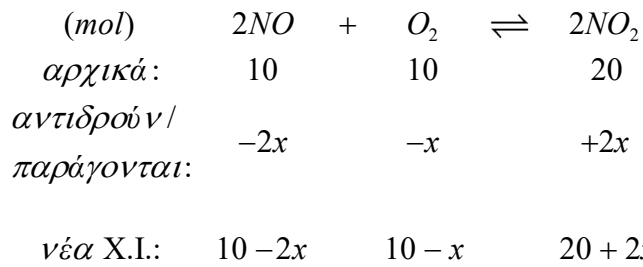 (mol) 2NO + O₂ ⇌ 2NO₂
αρχικά: 10 10 20
αντιδρούν/
παράγονται: −2x −x +2x
νέα Χ.Ι.: 10 − 2x 10 − x 20 + 2x